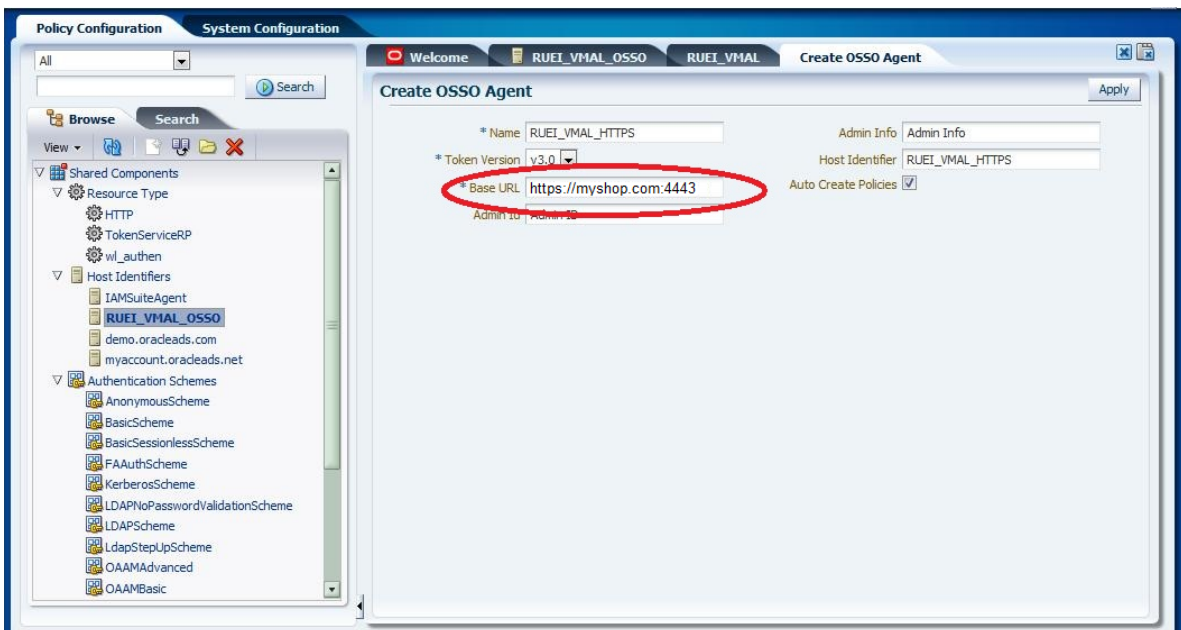 Policy Configuration System Configuration
All
Search
Browse Search
View
Shared Components
Resource Type
HTTP
TokenServiceRP
wl_authen
Host Identifiers
IAMSuiteAgent
RUEI_VMAL_OSSO
demo.oracleads.com
myaccount.oracleads.net
Authentication Schemes
AnonymousScheme
BasicScheme
BasicSessionlessScheme
FAAuthScheme
KerberosScheme
LDAPNoPasswordValidationScheme
LDAPScheme
LdapStepUpScheme
OAAMAdvanced
OAAMBasic
Welcome RUEI_VMAL_OSSO RUEI_VMAL Create OSSO Agent
Create OSSO Agent Apply
* Name RUEI_VMAL_HTTPS Admin Info Admin Info
* Token Version v3.0 Host Identifier RUEI_VMAL_HTTPS
* Base URL https://myshop.com:4443 Auto Create Policies
Admin Id Admin ID